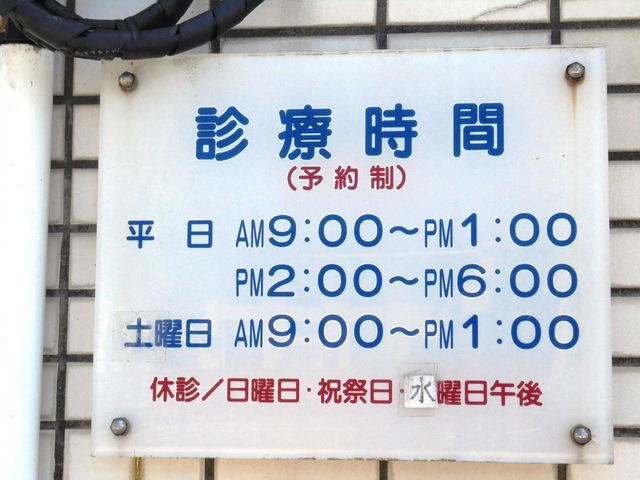 診療時間
(予約制)
平日 AM9:00～PM1:00
PM2:00～PM6:00
土曜日 AM9:00～PM1:00
休診／日曜日・祝祭日・水曜日午後